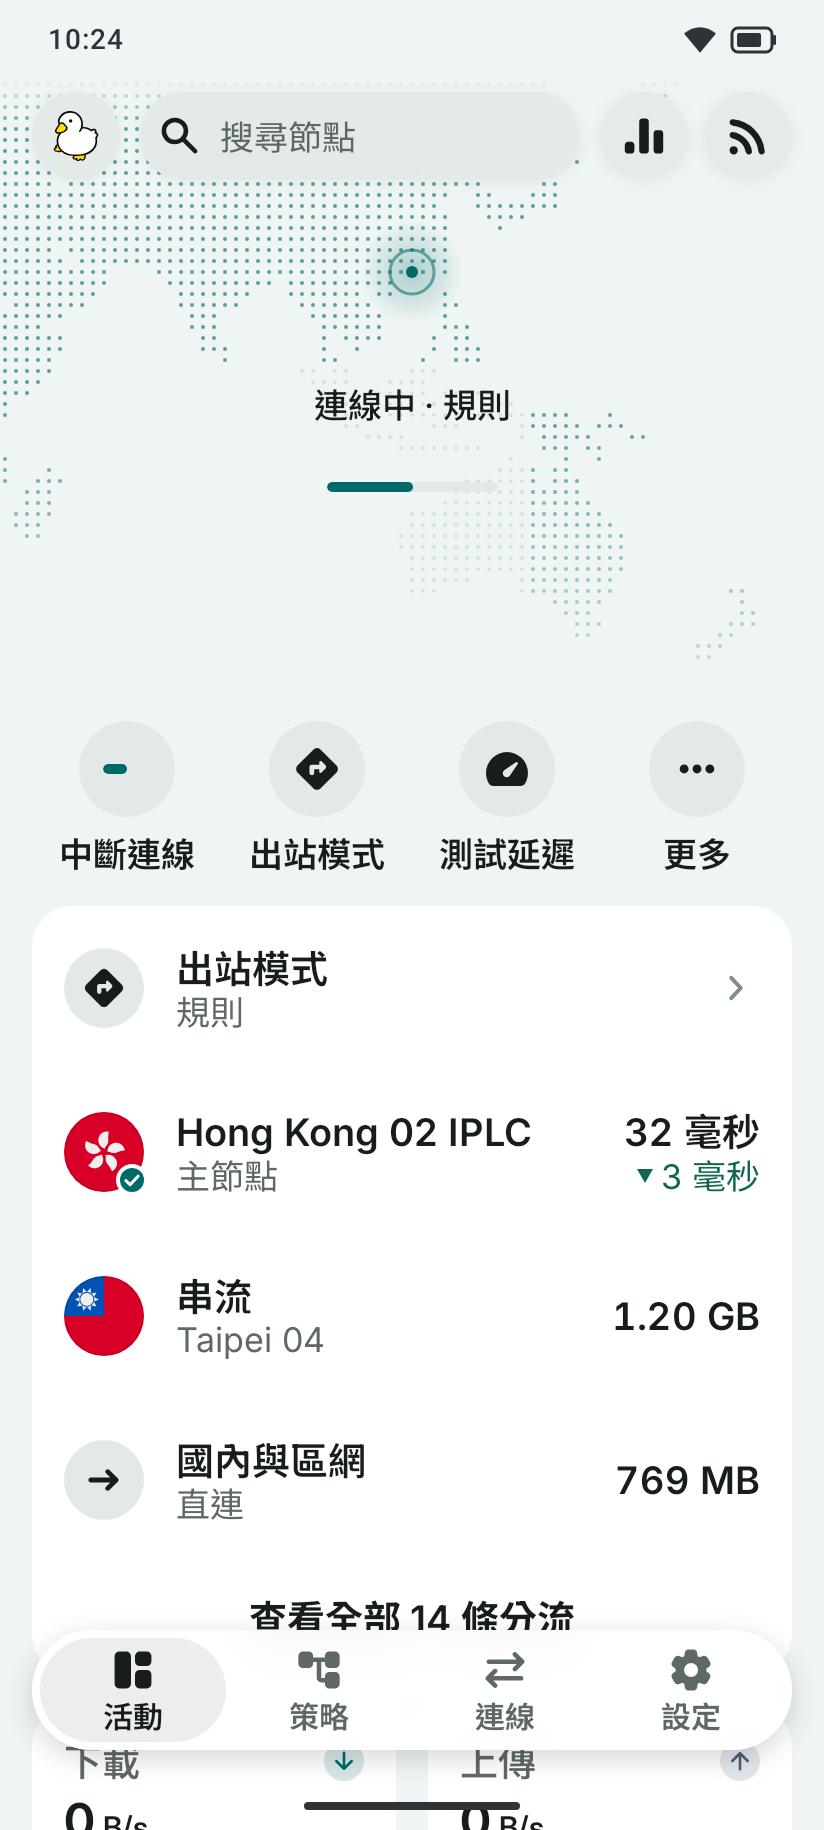 10:24
搜尋節點
連線中 · 規則
中斷連線
出站模式
測試延遲
更多
出站模式
規則
Hong Kong 02 IPLC
32 毫秒
主節點
▼3 毫秒
串流
Taipei 04
1.20 GB
國內與區網
直連
769 MB
查看全部 14 條分流
活動
策略
連線
設定
下載
上傳
0 B/s
0 B/s